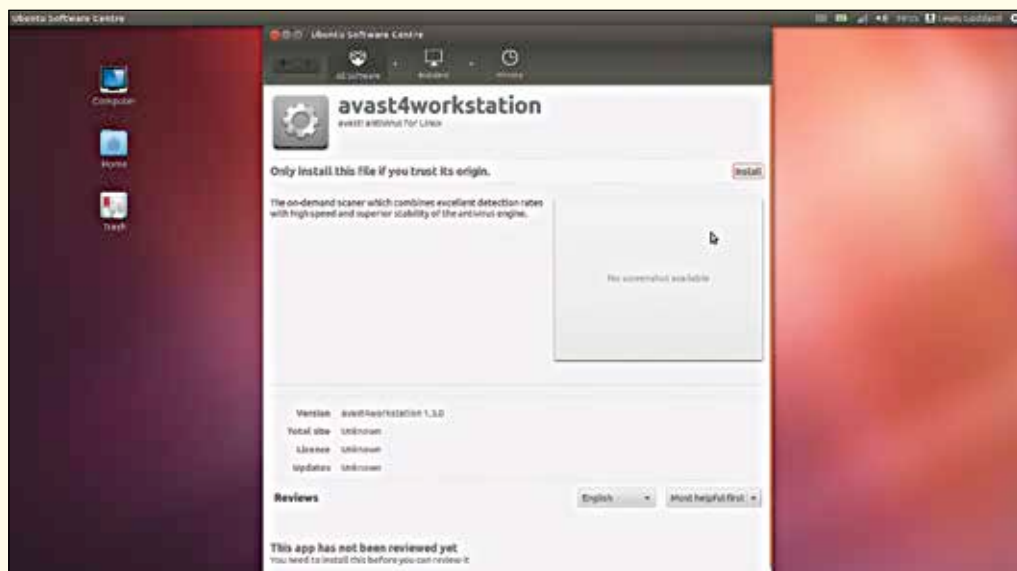 Ubuntu Software Centre
Lewis Goddard
Ubuntu Software Centre
All Software
Installed
History
avast4workstation
avast! antivirus for Linux
Only install this file if you trust its origin.
Install
The on-demand scaner which combines excellent detection rates
with high speed and superior stability of the antivirus engine.
No screenshot available
Computer
Home
Trash
Version avast4workstation 1.3.0
Total size Unknown
Licence Unknown
Updates Unknown
Reviews
English
Most helpful first
This app has not been reviewed yet
You need to install this before you can review it